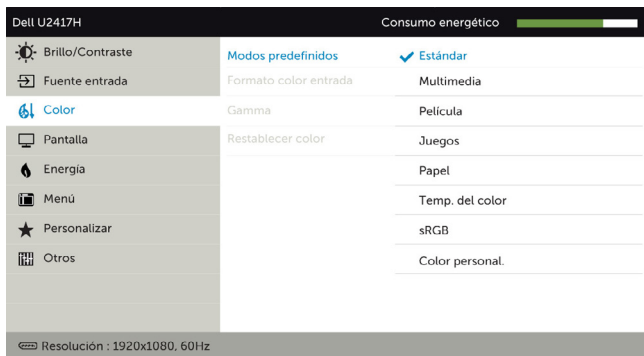 Dell U2417H
Consumo energético
Brillo/Contraste
Fuente entrada
Color
Pantalla
Energía
Menú
Personalizar
Otros
Modos predefinidos
Formato color entrada
Gamma
Restablecer color
Estándar
Multimedia
Película
Juegos
Papel
Temp. del color
sRGB
Color personal.
Resolución : 1920x1080, 60Hz